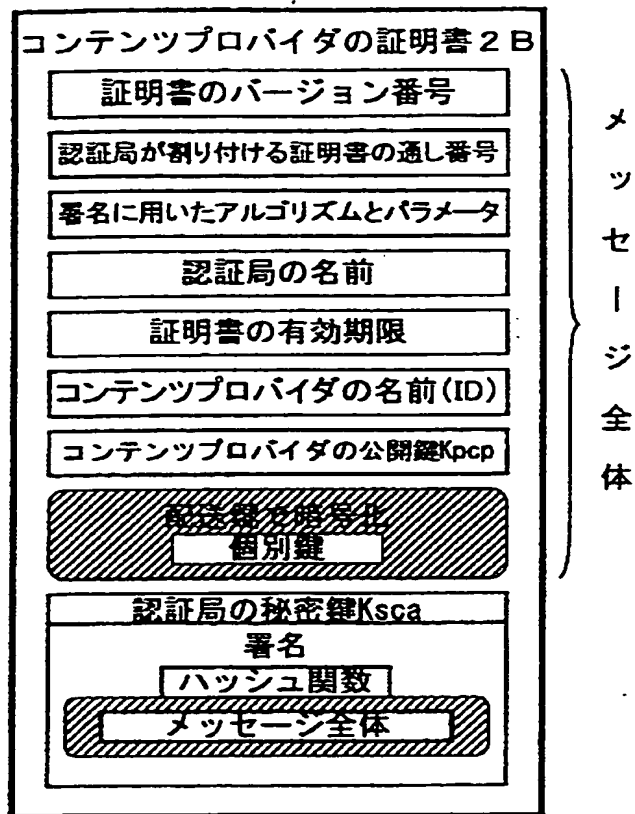 コンテンツプロバイダの証明書2B
証明書のバージョン番号
認証局が割り付ける証明書の通し番号
署名に用いたアルゴリズムとパラメータ
認証局の名前
証明書の有効期限
コンテンツプロバイダの名前(ID)
コンテンツプロバイダの公開鍵Kpcp
配送鍵で暗号化
個別鍵
認証局の秘密鍵Ksca
署名
ハッシュ関数
メッセージ全体
メッセージ全体